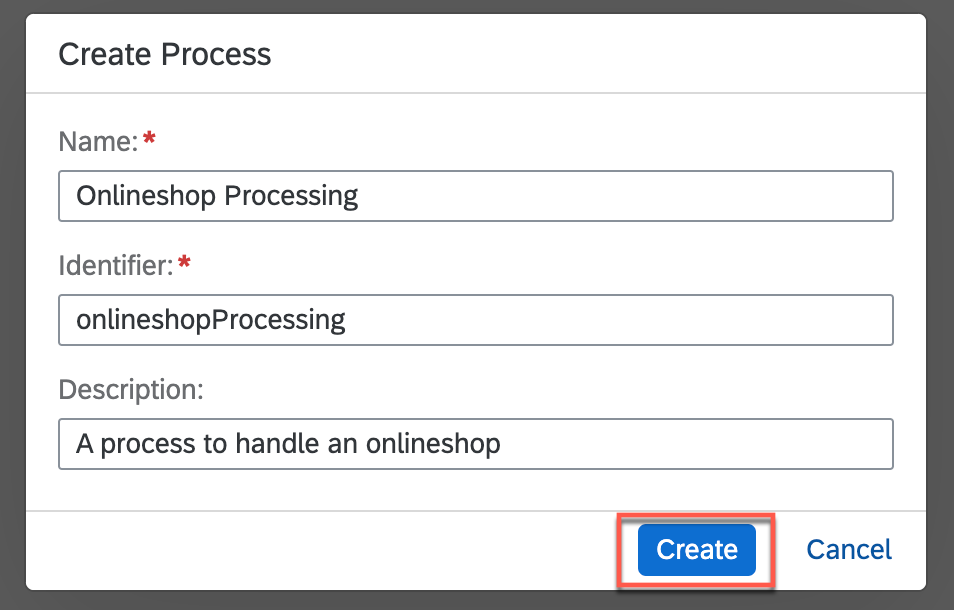 Create Process
Name:*
Onlineshop Processing
Identifier:*
onlineshopProcessing
Description:
A process to handle an onlineshop
Create Cancel